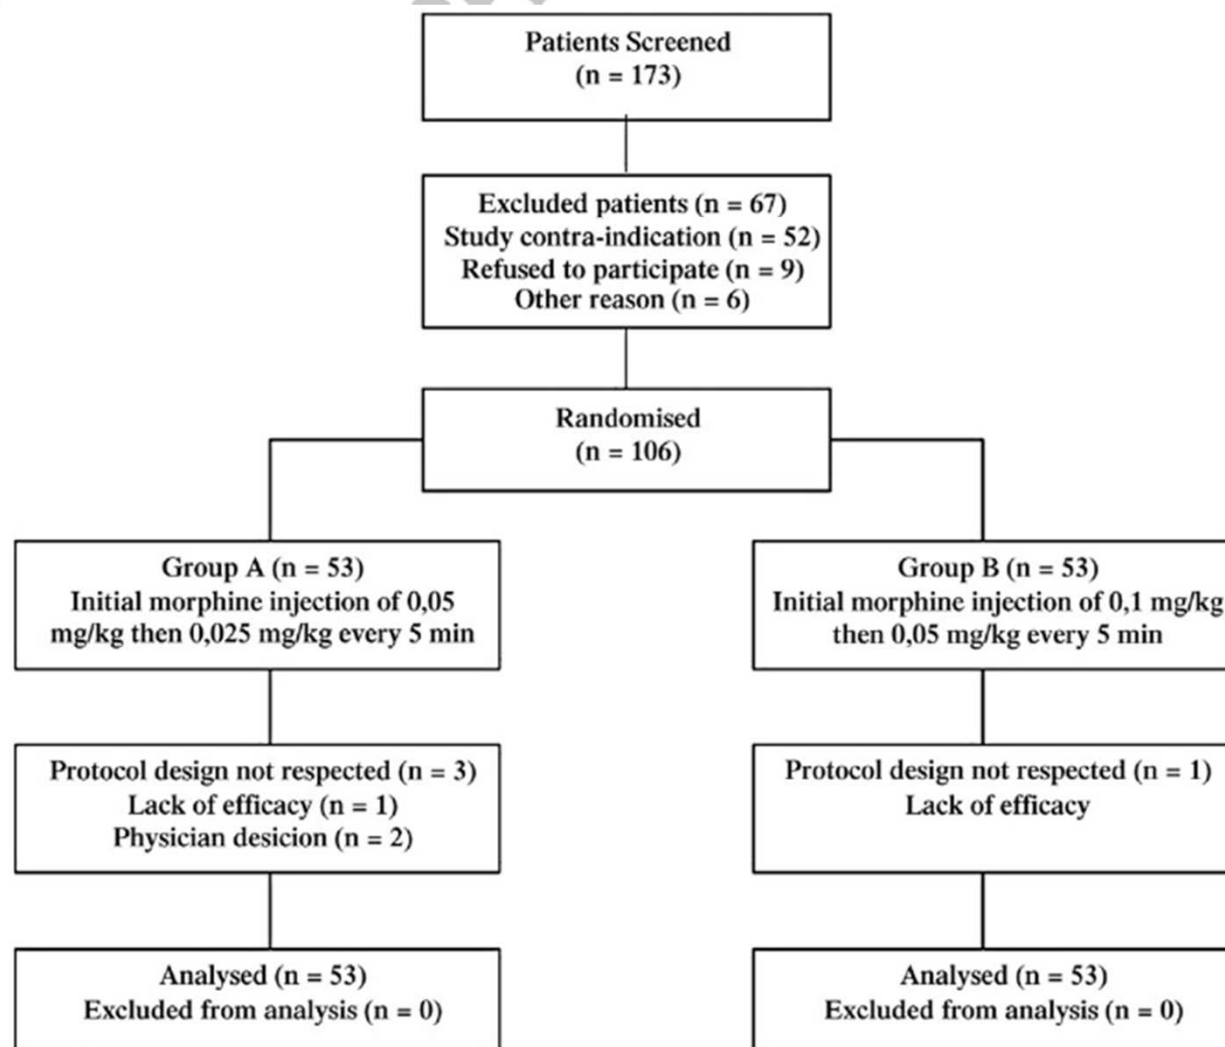 Patients Screened
(n = 173)
Excluded patients (n = 67)
Study contra-indication (n = 52)
Refused to participate (n = 9)
Other reason (n = 6)
Randomised
(n = 106)
Group A (n = 53)
Initial morphine injection of 0,05
mg/kg then 0,025 mg/kg every 5 min
Group B (n = 53)
Initial morphine injection of 0,1 mg/kg
then 0,05 mg/kg every 5 min
Protocol design not respected (n = 3)
Lack of efficacy (n = 1)
Physician desicion (n = 2)
Protocol design not respected (n = 1)
Lack of efficacy
Analysed (n = 53)
Excluded from analysis (n = 0)
Analysed (n = 53)
Excluded from analysis (n = 0)